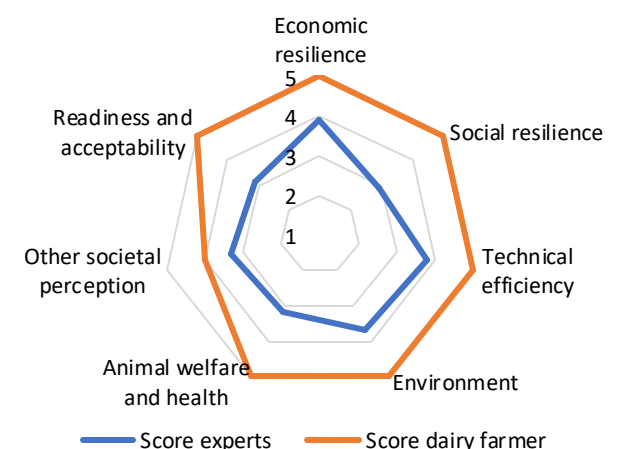 Economic
resilience
5
4
3
2
1
Readiness and
acceptability
Social resilience
Other societal
perception
Technical
efficiency
Animal welfare
and health
Environment
Score experts
Score dairy farmer